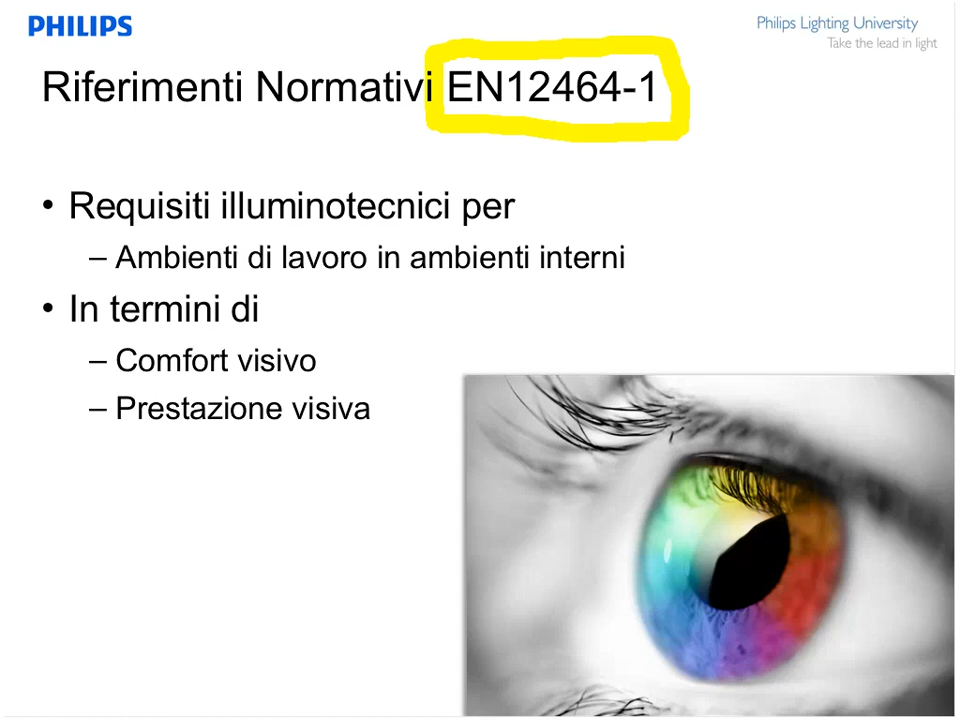 PHILIPS
Philips Lighting University
Take the lead in light
Riferimenti Normativi EN12464-1
• Requisiti illuminotecnici per
– Ambienti di lavoro in ambienti interni
• In termini di
– Comfort visivo
– Prestazione visiva